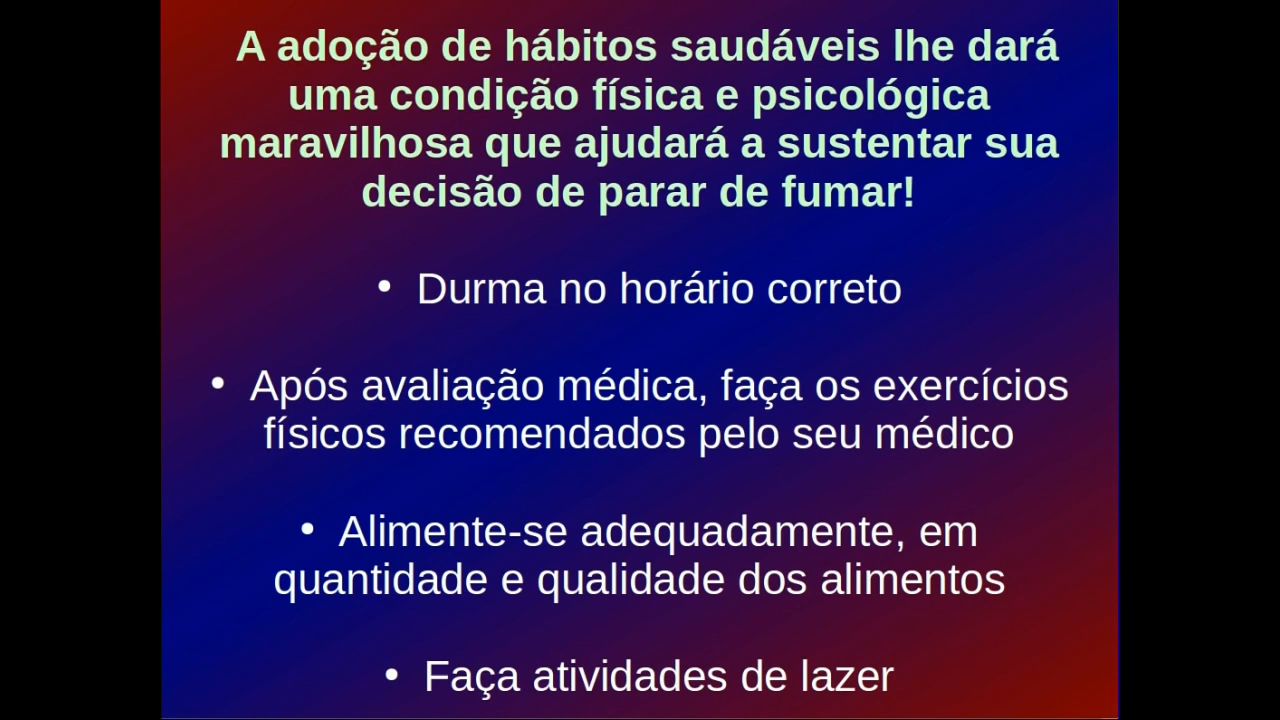 A adoção de hábitos saudáveis lhe dará
uma condição física e psicológica
maravilhosa que ajudará a sustentar sua
decisão de parar de fumar!
• Durma no horário correto
• Após avaliação médica, faça os exercícios
físicos recomendados pelo seu médico
• Alimente-se adequadamente, em
quantidade e qualidade dos alimentos
• Faça atividades de lazer